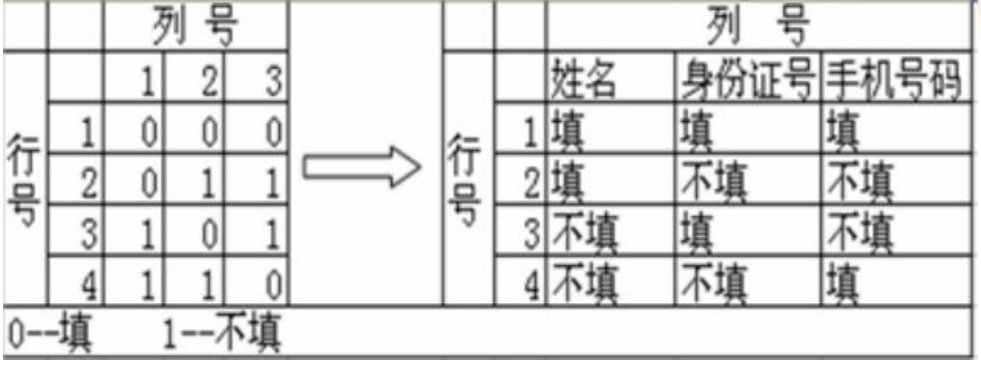 列 号 列 号
1 2 3 姓名 身份证号 手机号码
行号 1 0 0 0 行号 1 填 填 填
2 0 1 1 2 填 不填 不填
3 1 0 1 3 不填 填 不填
4 1 1 0 4 不填 不填 填
0--填 1--不填